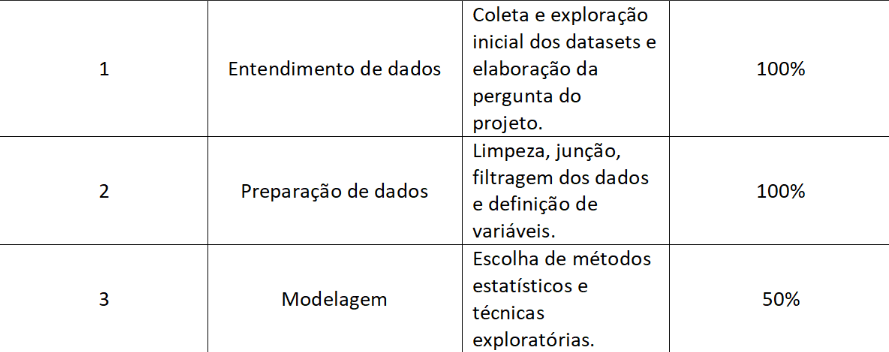 1
Entendimento de dados
Coleta e exploração
inicial dos datasets e
elaboração da
pergunta do
projeto.
100%
2
Preparação de dados
Limpeza, junção,
filtragem dos dados
e definição de
variáveis.
100%
3
Modelagem
Escolha de métodos
estatísticos e
técnicas
exploratórias.
50%